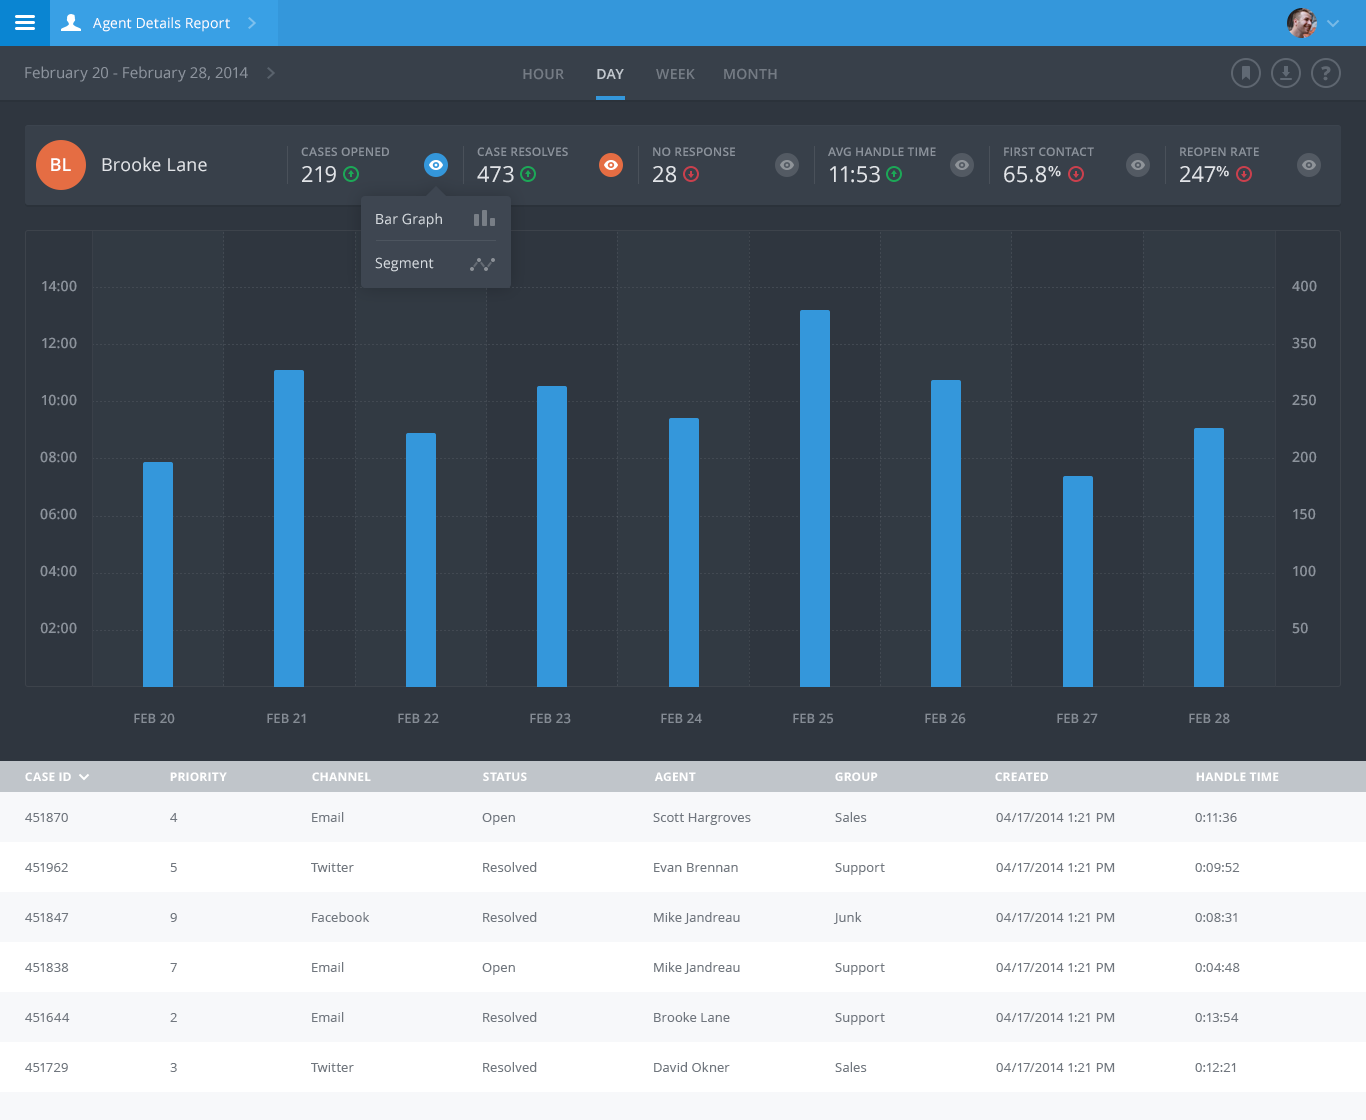 Agent Details Report
February 20 - February 28, 2014
HOUR DAY WEEK MONTH
?
BL Brooke Lane
CASES OPENED CASE RESOLVES NO RESPONSE AVG HANDLE TIME FIRST CONTACT REOPEN RATE
219 473 28 11:53 65.8% 247%
Bar Graph
Segment
14:00 400
12:00 350
10:00 250
08:00 200
06:00 150
04:00 100
02:00 50
FEB 20 FEB 21 FEB 22 FEB 23 FEB 24 FEB 25 FEB 26 FEB 27 FEB 28
CASE ID PRIORITY CHANNEL STATUS AGENT GROUP CREATED HANDLE TIME
451870 4 Email Open Scott Hargroves Sales 04/17/2014 1:21 PM 0:11:36
451962 5 Twitter Resolved Evan Brennan Support 04/17/2014 1:21 PM 0:09:52
451847 9 Facebook Resolved Mike Jandreau Junk 04/17/2014 1:21 PM 0:08:31
451838 7 Email Open Mike Jandreau Support 04/17/2014 1:21 PM 0:04:48
451644 2 Email Resolved Brooke Lane Support 04/17/2014 1:21 PM 0:13:54
451729 3 Twitter Resolved David Okner Sales 04/17/2014 1:21 PM 0:12:21